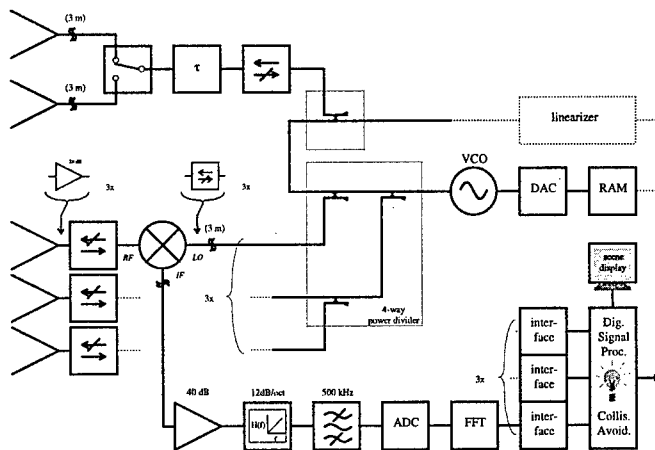 (3 m)
(3 m)
τ
linearizer
VCO
DAC
RAM
3x
3x
RF
LO
(3 m)
IF
3x
4-way
power divider
scene
display
inter-
face
inter-
face
inter-
face
3x
Dig.
Signal
Proc.
Collis.
Avoid.
40 dB
12dB/oct
500 kHz
H(f)
f
ADC
FFT